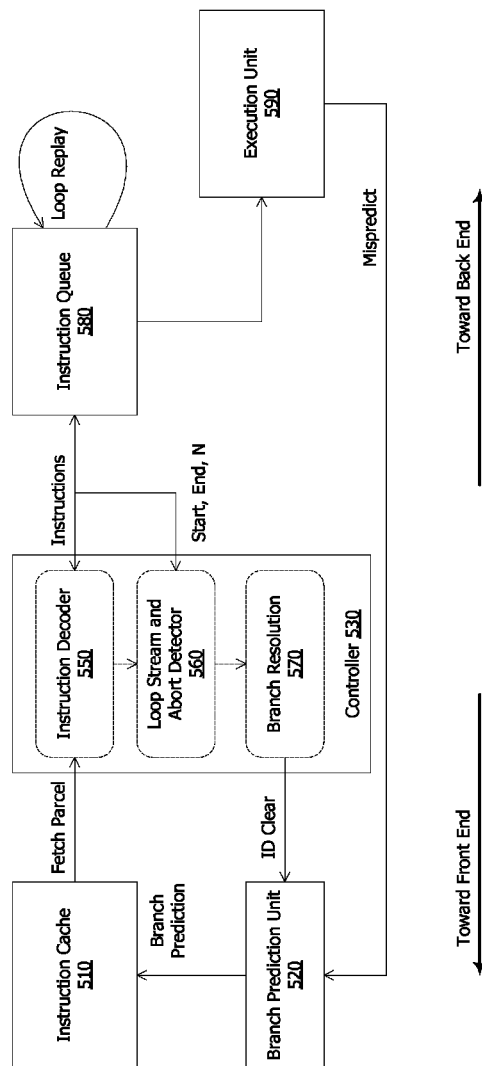 Instruction Cache
510
Fetch Parcel
Branch
Prediction
Branch Prediction Unit
520
ID Clear
Instruction Decoder
550
Loop Stream and
Abort Detector
560
Branch Resolution
570
Controller 530
Instructions
Start, End, N
Instruction Queue
580
Loop Replay
Execution Unit
590
Mispredict
Toward Front End
Toward Back End